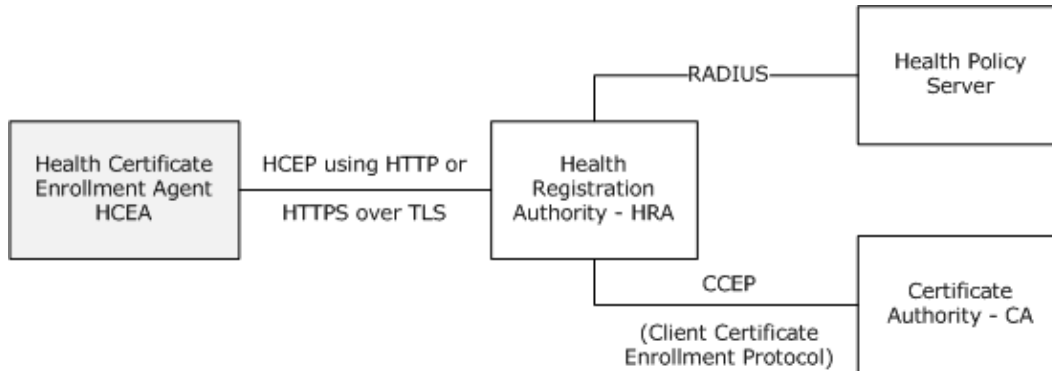 Health Certificate
Enrollment Agent
HCEA
HCEP using HTTP or
HTTPS over TLS
Health
Registration
Authority - HRA
RADIUS
Health Policy
Server
CCEP
(Client Certificate
Enrollment Protocol)
Certificate
Authority - CA